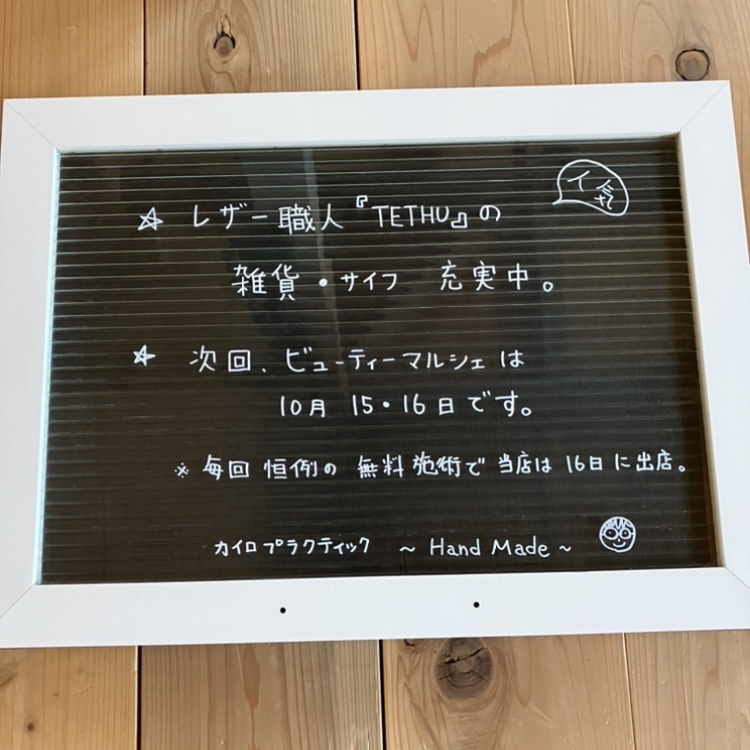 ☆ レザー職人『TETHU』の
雑貨・サイフ 充実中。
☆ 次回、ビューティーマルシェは
10月 15・16日です。
※ 毎回 恒例の 無料施術で 当店は 16日に出店。
カイロプラクティック ~ Hand Made ~